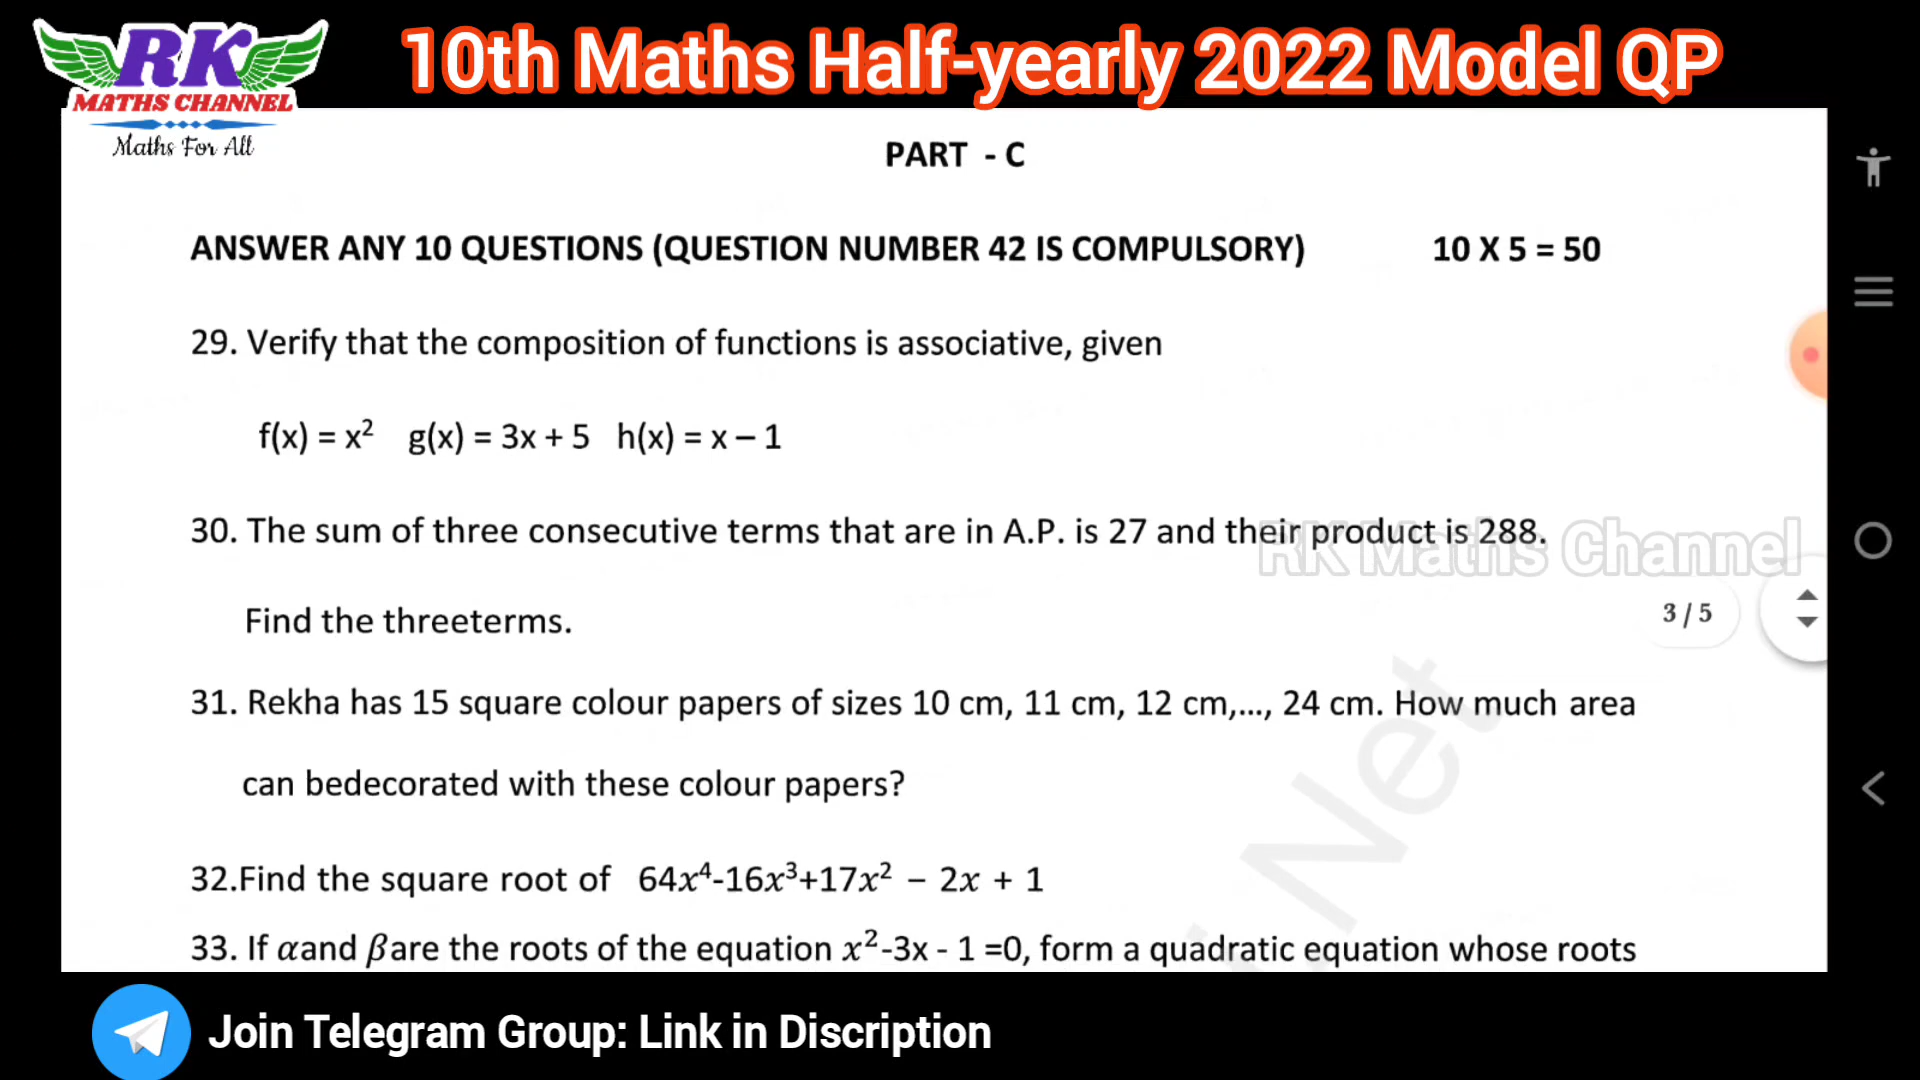 RK
MATHS CHANNEL
Maths For All
10th Maths Half-yearly 2022 Model QP
PART - C
ANSWER ANY 10 QUESTIONS (QUESTION NUMBER 42 IS COMPULSORY) 10 X 5 = 50
29. Verify that the composition of functions is associative, given
f(x) = x² g(x) = 3x + 5 h(x) = x – 1
30. The sum of three consecutive terms that are in A.P. is 27 and their product is 288.
RK Maths Channel
3 / 5
Find the threeterms.
31. Rekha has 15 square colour papers of sizes 10 cm, 11 cm, 12 cm,..., 24 cm. How much area
can bedecorated with these colour papers?
Net
32.Find the square root of 64x⁴-16x³+17x² – 2x + 1
33. If αand βare the roots of the equation x²-3x - 1 =0, form a quadratic equation whose roots
Join Telegram Group: Link in Discription